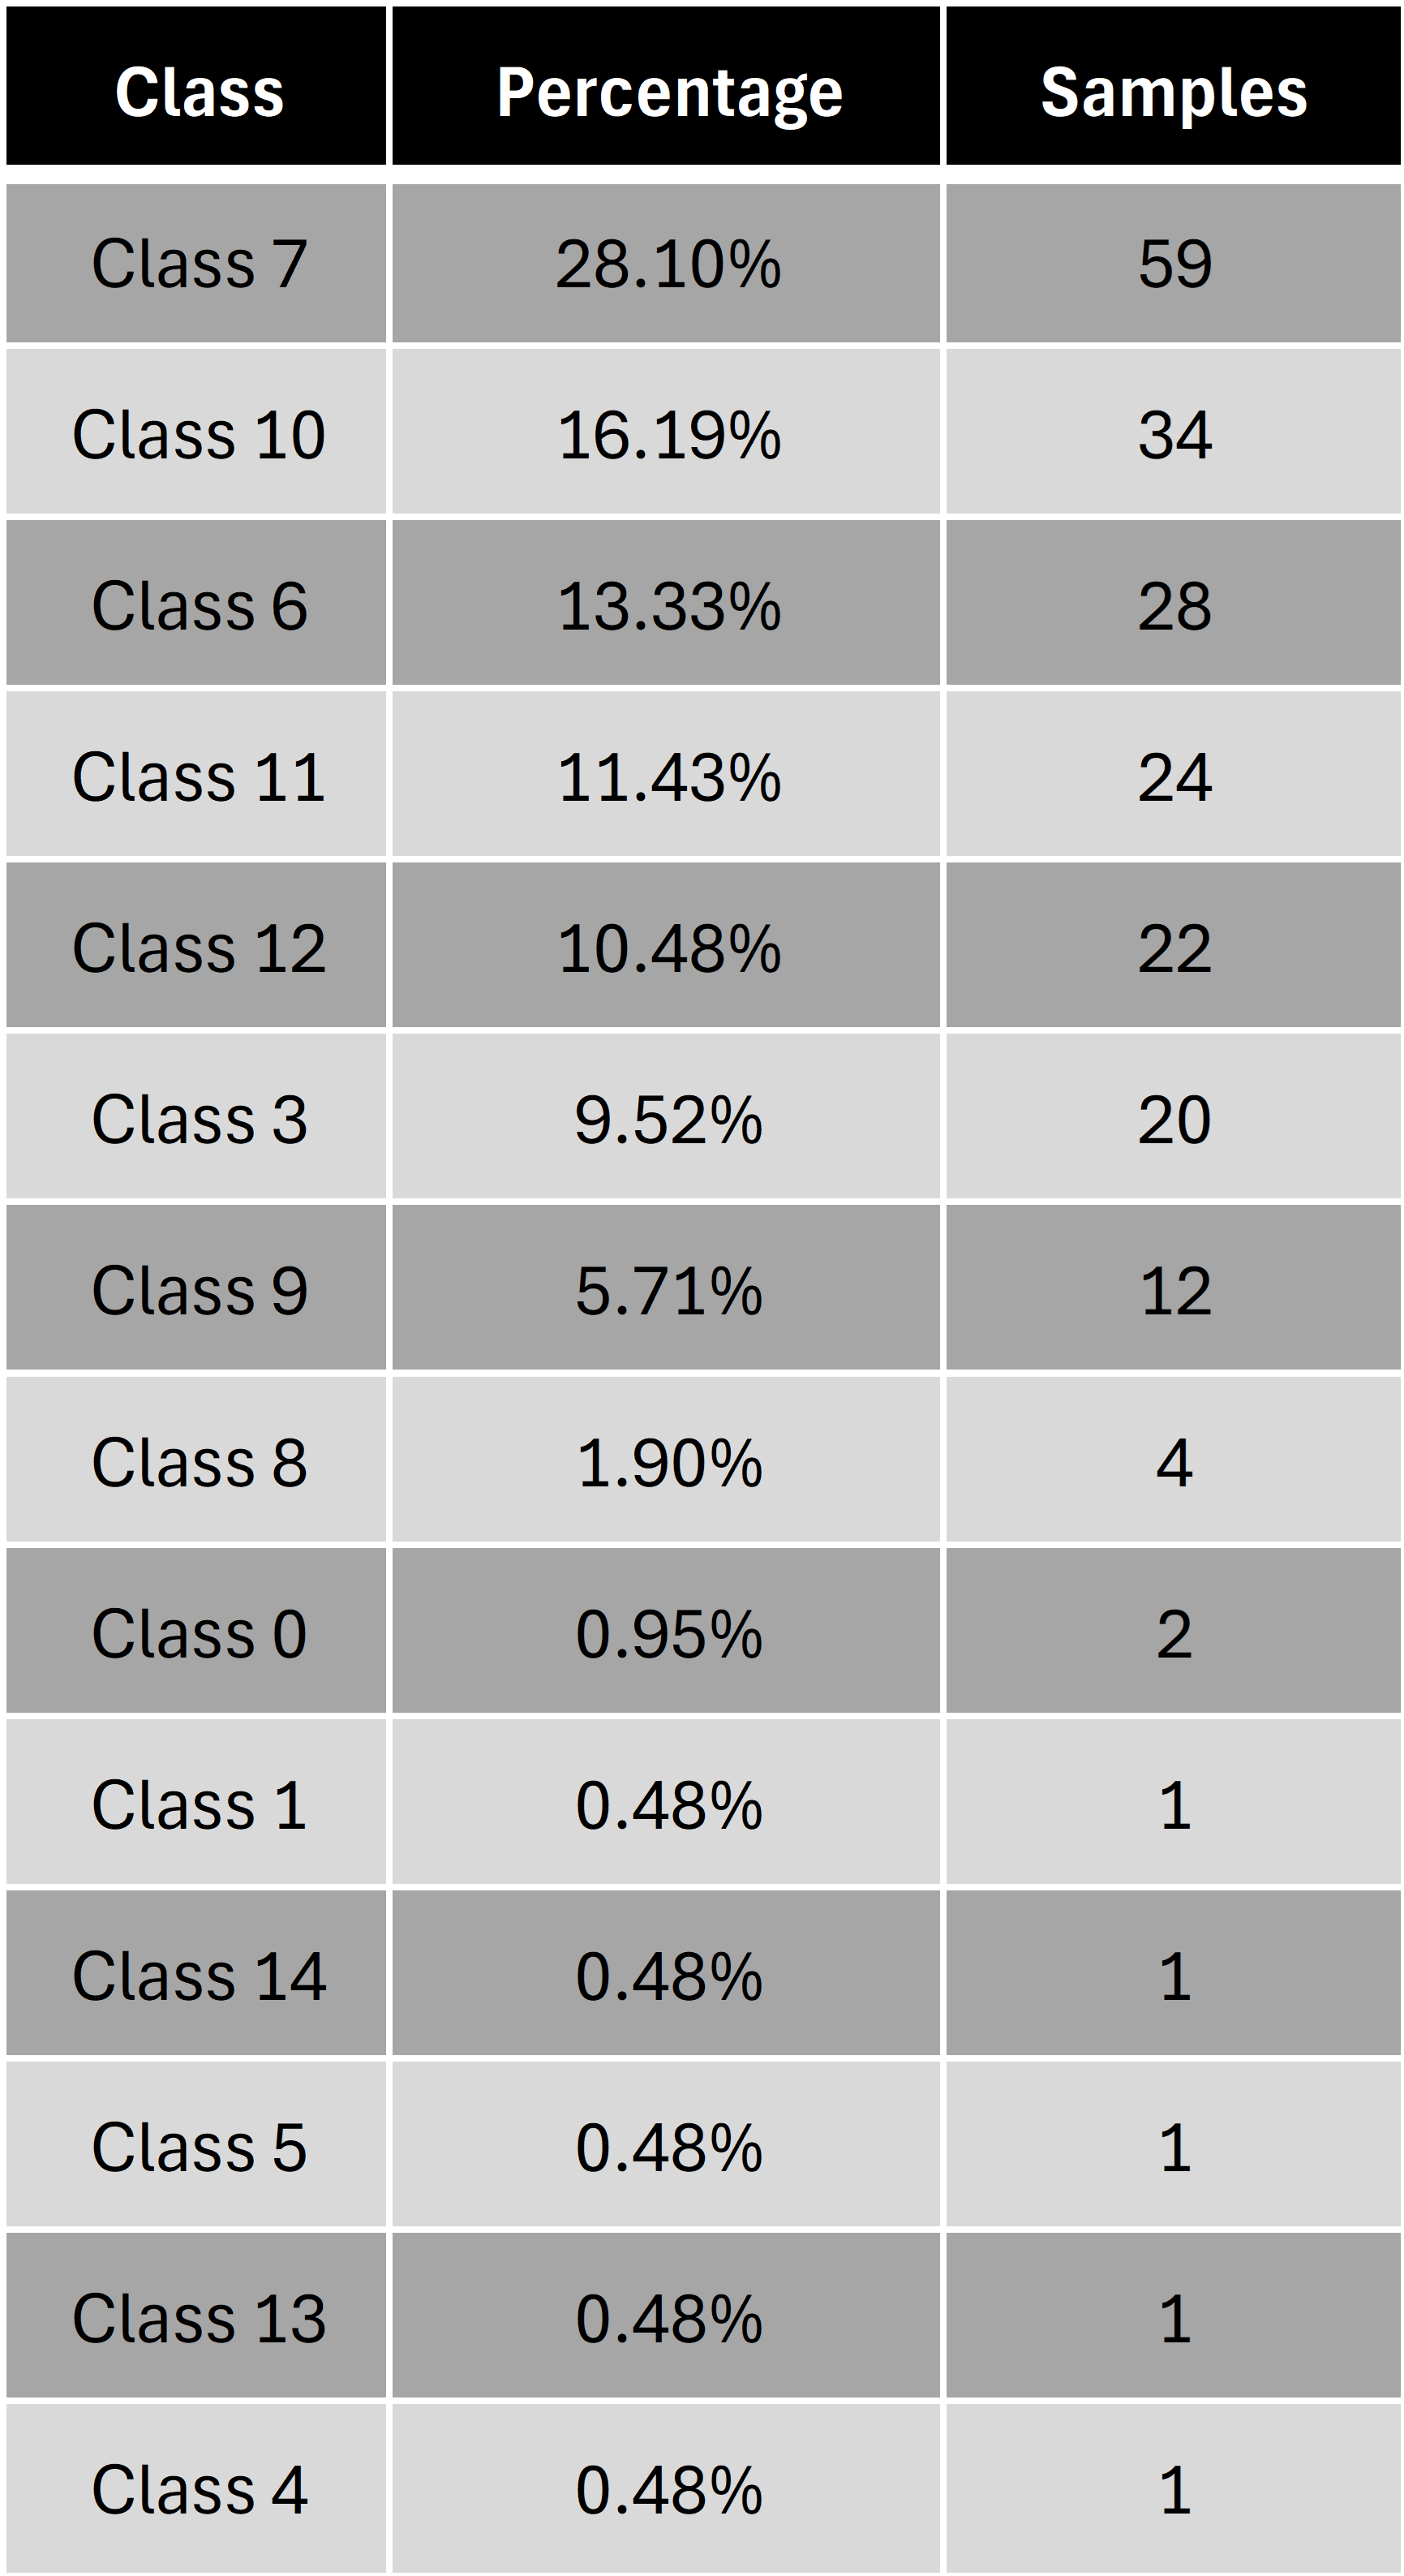 Class Percentage Samples
Class 7 28.10% 59
Class 10 16.19% 34
Class 6 13.33% 28
Class 11 11.43% 24
Class 12 10.48% 22
Class 3 9.52% 20
Class 9 5.71% 12
Class 8 1.90% 4
Class 0 0.95% 2
Class 1 0.48% 1
Class 14 0.48% 1
Class 5 0.48% 1
Class 13 0.48% 1
Class 4 0.48% 1